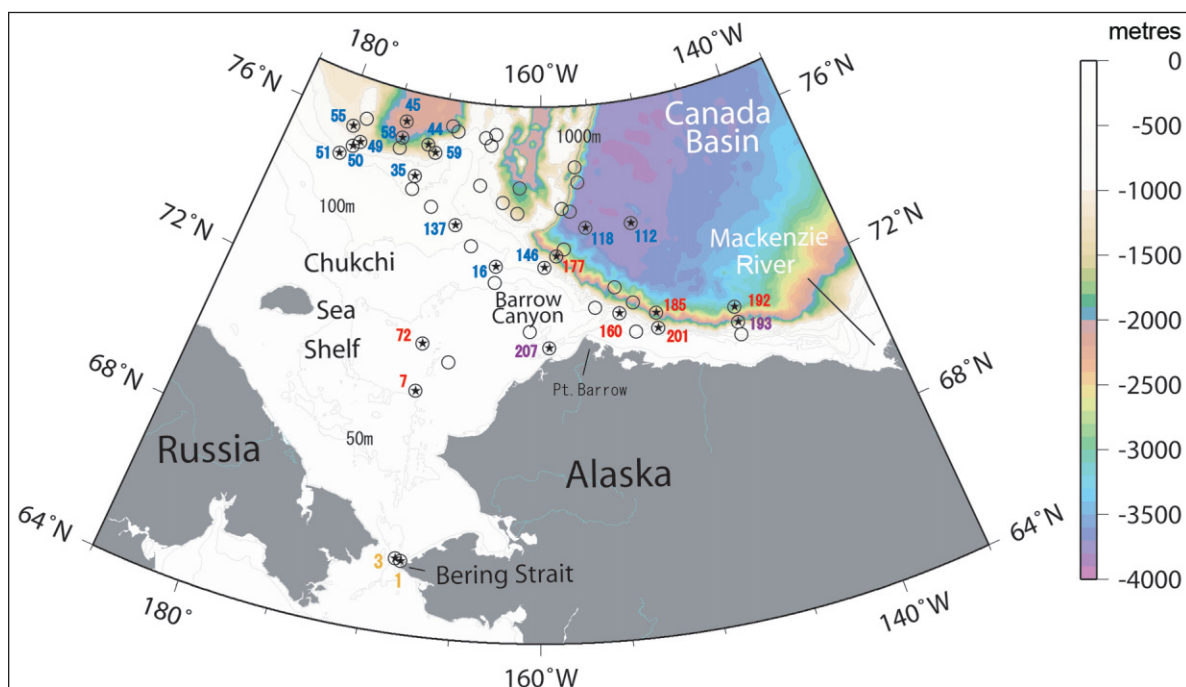 metres
180°
160°W
140°W
76°N
76°N
0
-500
-1000
-1500
-2000
-2500
-3000
-3500
-4000
Canada
Basin
1000m
45
55
58
44
49
50
51
59
35
72°N
72°N
100m
137
118
112
Mackenzie
River
146
177
16
Chukchi
Sea
Shelf
Barrow
Canyon
185
192
193
160
201
72
207
Pt. Barrow
7
68°N
68°N
50m
Russia
Alaska
64°N
64°N
3
1
Bering Strait
180°
160°W
140°W